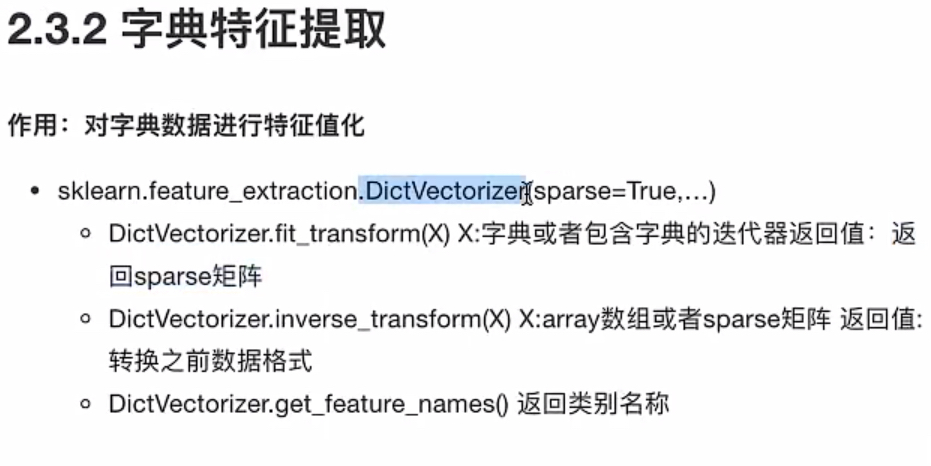 2.3.2 字典特征提取
作用：对字典数据进行特征值化
• sklearn.feature_extraction.DictVectorizer(sparse=True,…)
◦ DictVectorizer.fit_transform(X) X:字典或者包含字典的迭代器返回值：返
回sparse矩阵
◦ DictVectorizer.inverse_transform(X) X:array数组或者sparse矩阵 返回值:
转换之前数据格式
◦ DictVectorizer.get_feature_names() 返回类别名称